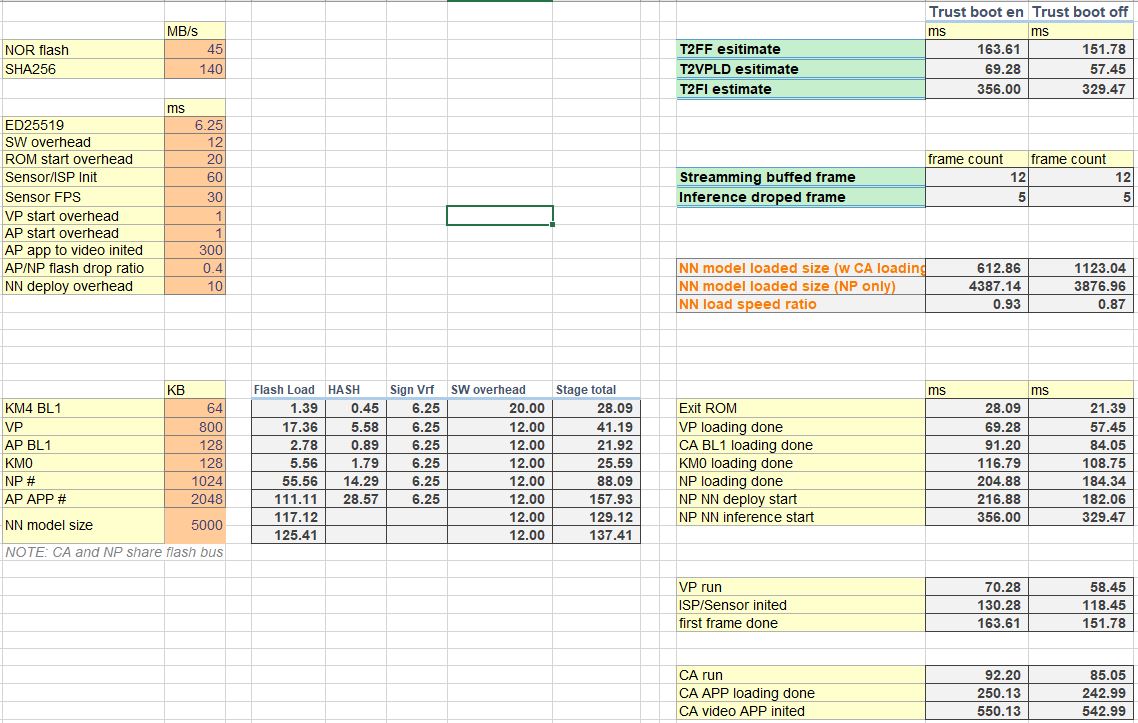 Trust boot en Trust boot off
MB/s ms ms
NOR flash 45 T2FF esitimate 163.61 151.78
SHA256 140 T2VPLD esitimate 69.28 57.45
T2FI estimate 356.00 329.47
ms
ED25519 6.25
SW overhead 12
ROM start overhead 20 frame count frame count
Sensor/ISP Init 60 Streamming buffed frame 12 12
Sensor FPS 30 Inference droped frame 5 5
VP start overhead 1
AP start overhead 1
AP app to video inited 300
AP/NP flash drop ratio 0.4 NN model loaded size (w CA loading 612.86 1123.04
NN deploy overhead 10 NN model loaded size (NP only) 4387.14 3876.96
NN load speed ratio 0.93 0.87
KB Flash Load HASH Sign Vrf SW overhead Stage total ms ms
KM4 BL1 64 1.39 0.45 6.25 20.00 28.09 Exit ROM 28.09 21.39
VP 800 17.36 5.58 6.25 12.00 41.19 VP loading done 69.28 57.45
AP BL1 128 2.78 0.89 6.25 12.00 21.92 CA BL1 loading done 91.20 84.05
KM0 128 5.56 1.79 6.25 12.00 25.59 KM0 loading done 116.79 108.75
NP # 1024 55.56 14.29 6.25 12.00 88.09 NP loading done 204.88 184.34
AP APP # 2048 111.11 28.57 6.25 12.00 157.93 NP NN deploy start 216.88 182.06
NN model size 5000 117.12 12.00 129.12 NP NN inference start 356.00 329.47
125.41 12.00 137.41
NOTE: CA and NP share flash bus
VP run 70.28 58.45
ISP/Sensor inited 130.28 118.45
first frame done 163.61 151.78
CA run 92.20 85.05
CA APP loading done 250.13 242.99
CA video APP inited 550.13 542.99